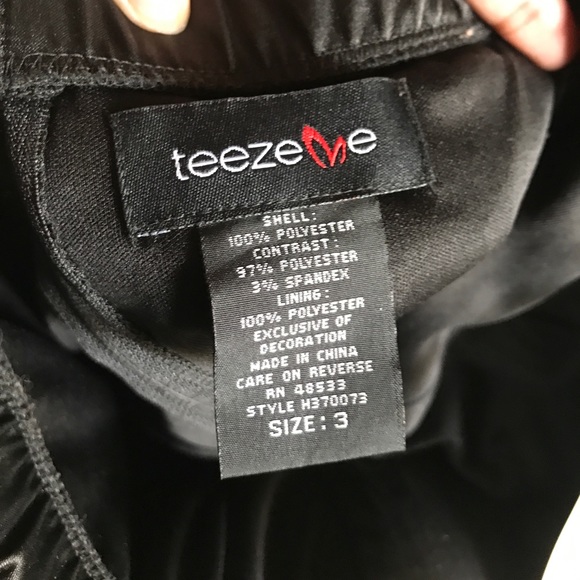 teezeMe
SHELL:
100% POLYESTER
CONTRAST:
97% POLYESTER
3% SPANDEX
LINING:
100% POLYESTER
EXCLUSIVE OF
DECORATION
MADE IN CHINA
CARE ON REVERSE
RN 48533
STYLE H370073
SIZE: 3